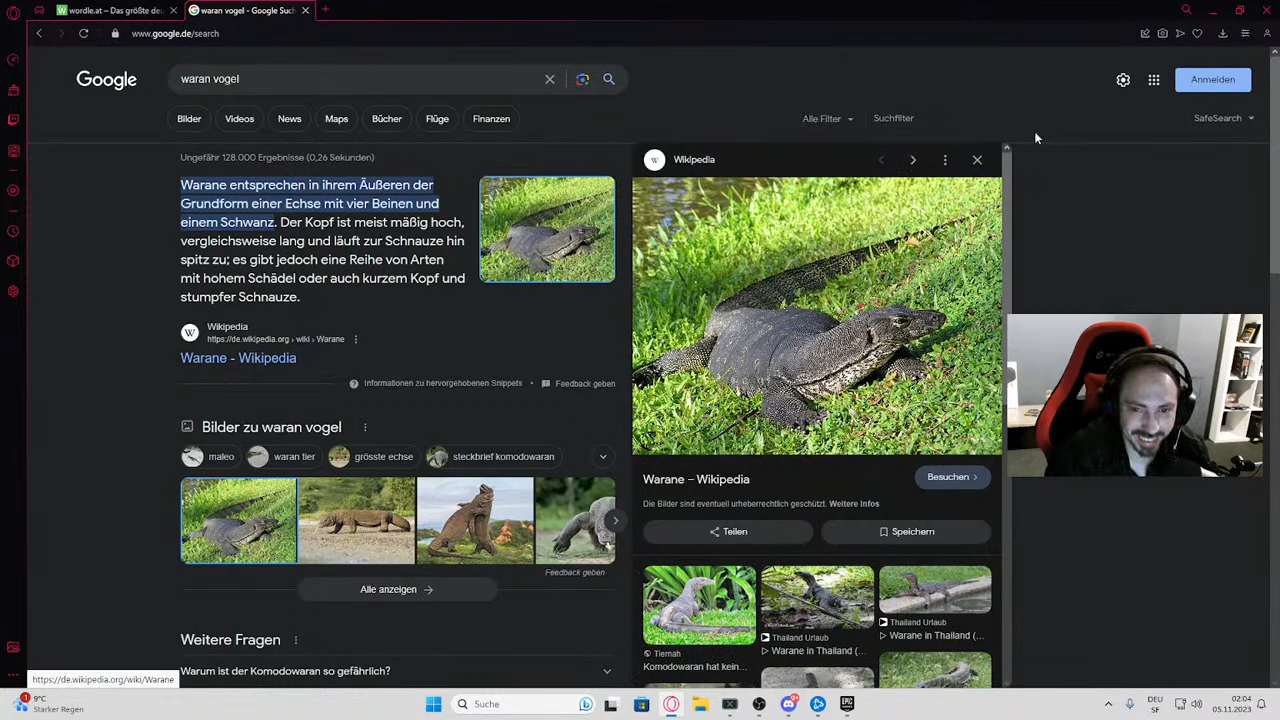 wordle.at – Das größte deu
waran vogel - Google Such
www.google.de/search
Google
waran vogel
Anmelden
Bilder
Videos
News
Maps
Bücher
Flüge
Finanzen
Alle Filter
Suchfilter
SafeSearch
Ungefähr 128.000 Ergebnisse (0,26 Sekunden)
Warane entsprechen in ihrem Äußeren der
Grundform einer Echse mit vier Beinen und
einem Schwanz. Der Kopf ist meist mäßig hoch,
vergleichsweise lang und läuft zur Schnauze hin
spitz zu; es gibt jedoch eine Reihe von Arten
mit hohem Schädel oder auch kurzem Kopf und
stumpfer Schnauze.
W
Wikipedia
https://de.wikipedia.org › wiki › Warane
Warane - Wikipedia
Informationen zu hervorgehobenen Snippets
•
Feedback geben
Bilder zu waran vogel
maleo
waran tier
grösste echse
steckbrief komodowaran
Feedback geben
Alle anzeigen
Weitere Fragen
Warum ist der Komodowaran so gefährlich?
W
Wikipedia
Warane – Wikipedia
Besuchen
Die Bilder sind eventuell urheberrechtlich geschützt. Weitere Infos
Teilen
Speichern
Tiernah
Komodowaran hat kein...
Thailand Urlaub
▷ Warane in Thailand (...
Thailand Urlaub
▷ Warane in Thailand (...
https://de.wikipedia.org/wiki/Warane
1
9°C
Starker Regen
Suche
EPIC
DEU
SF
02:04
05.11.2023